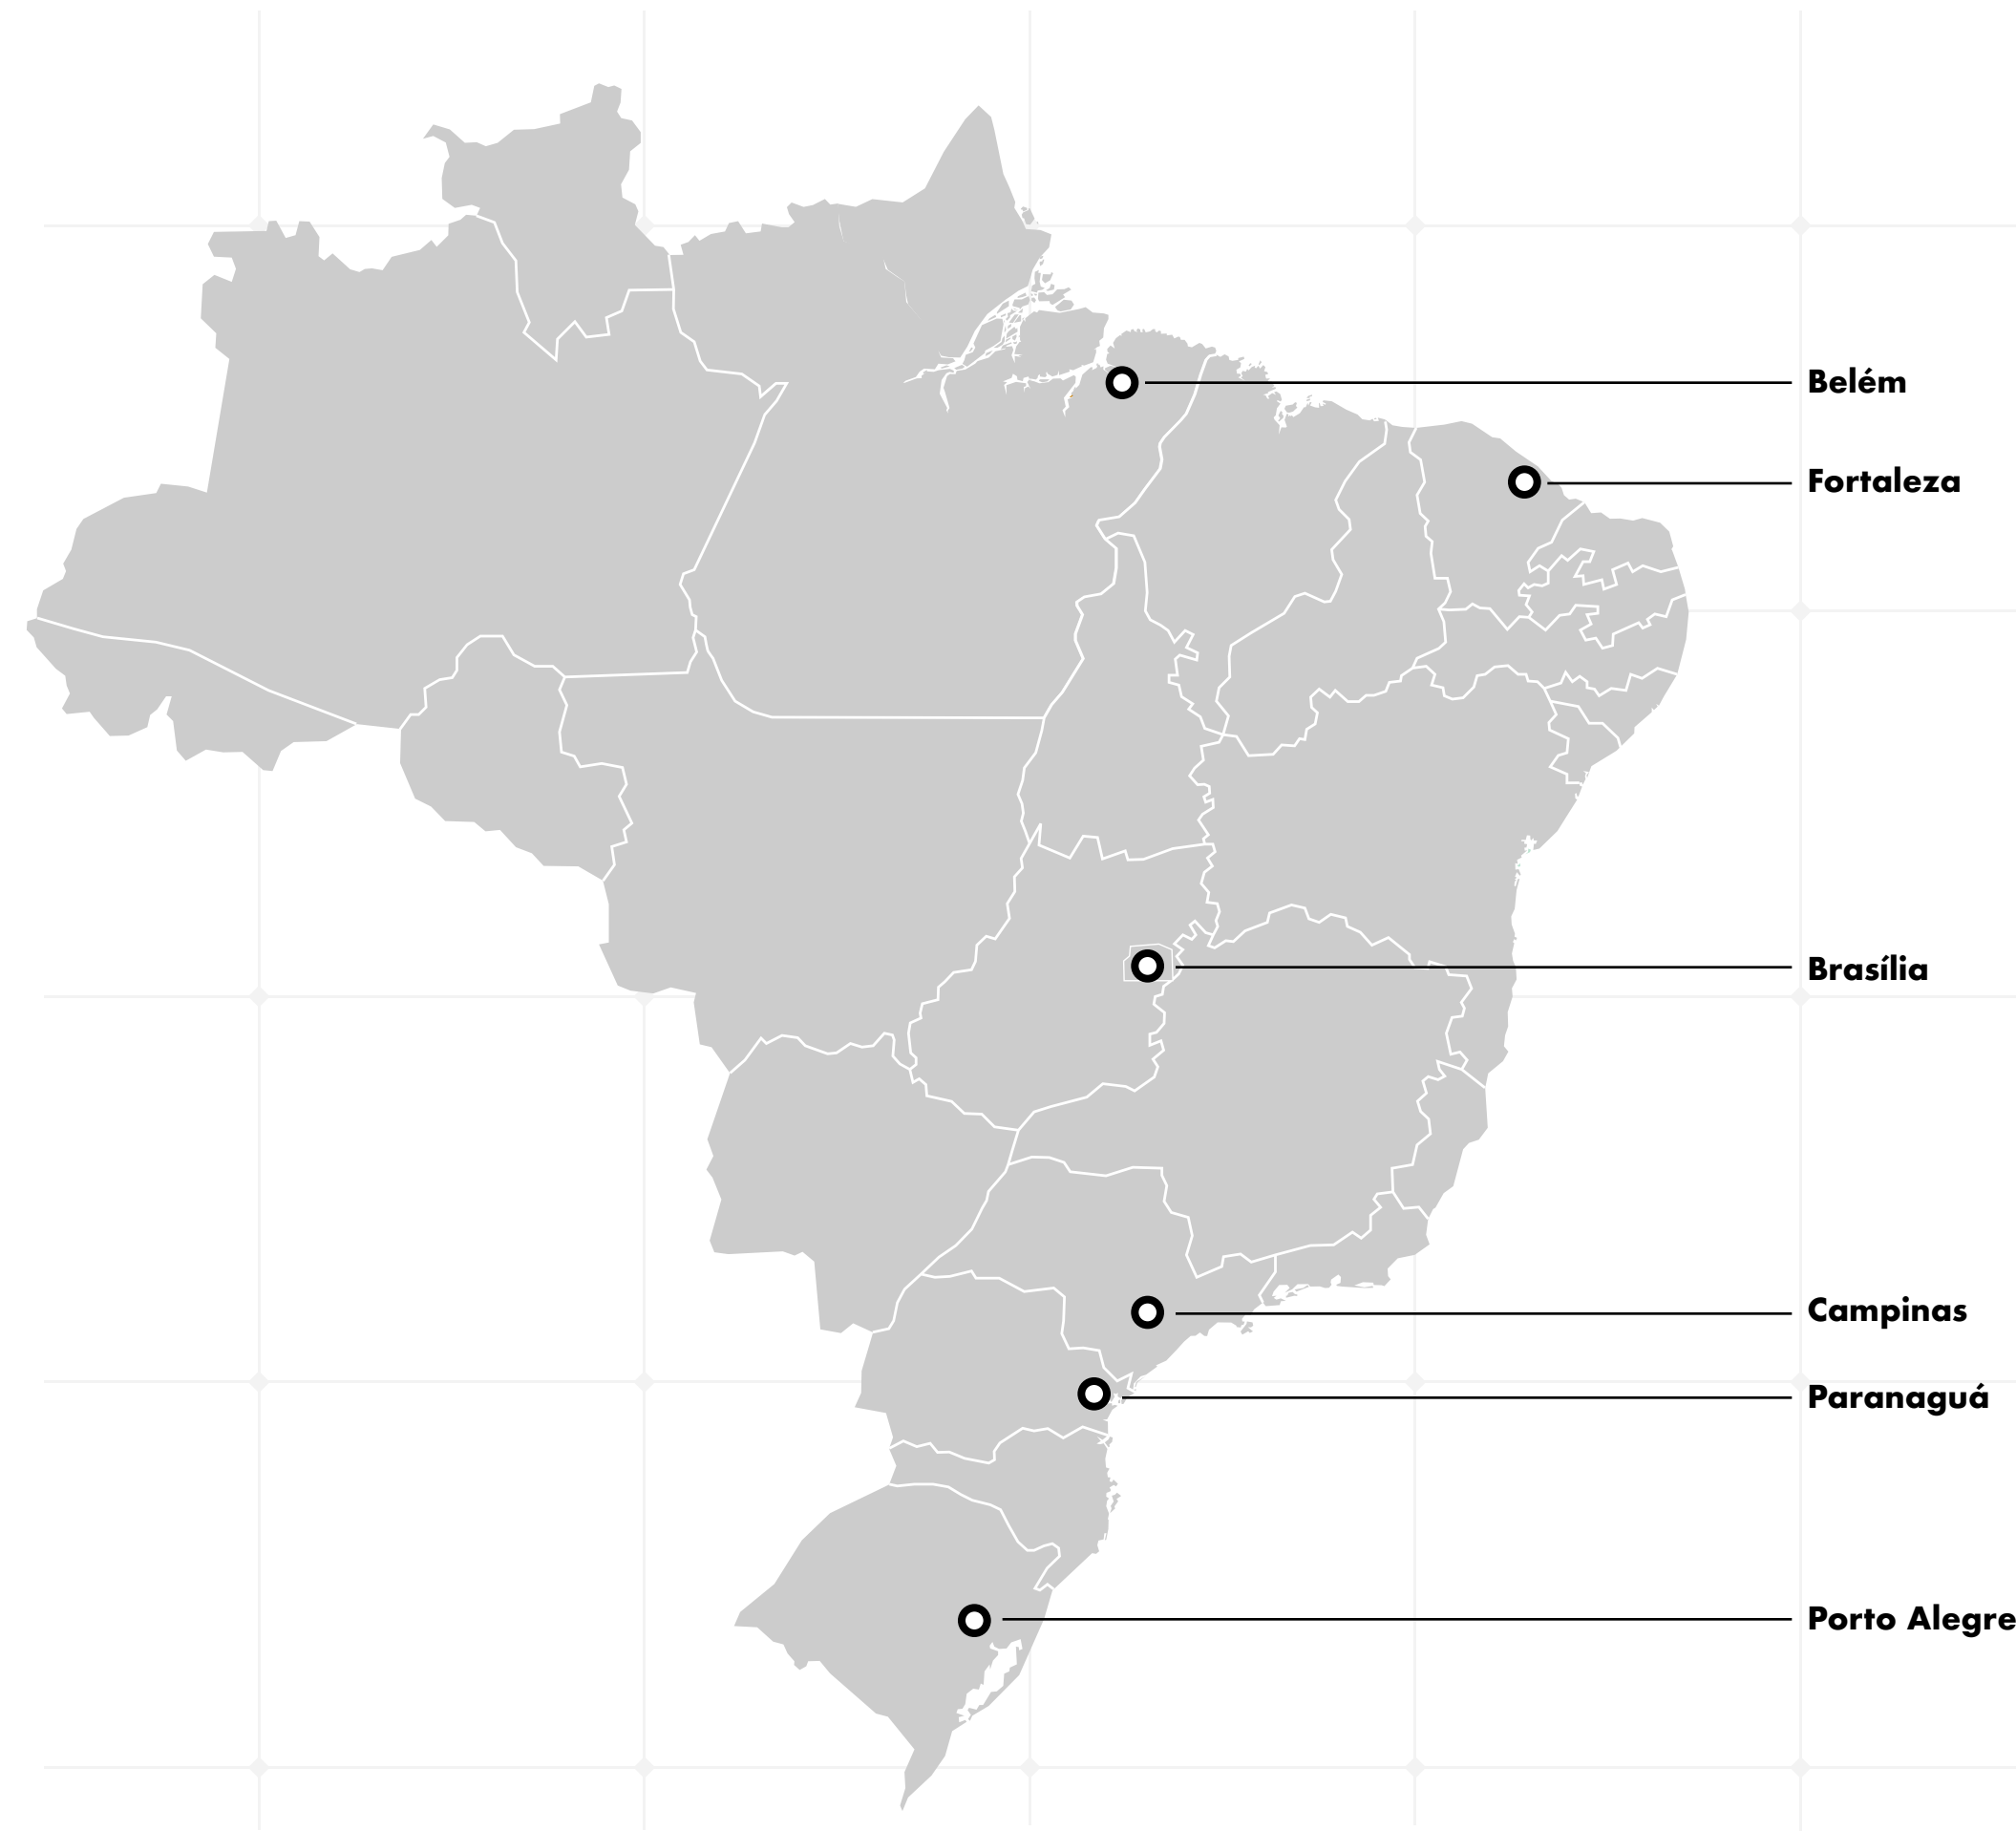 Belém
Fortaleza
Brasília
Campinas
Paranaguá
Porto Alegre